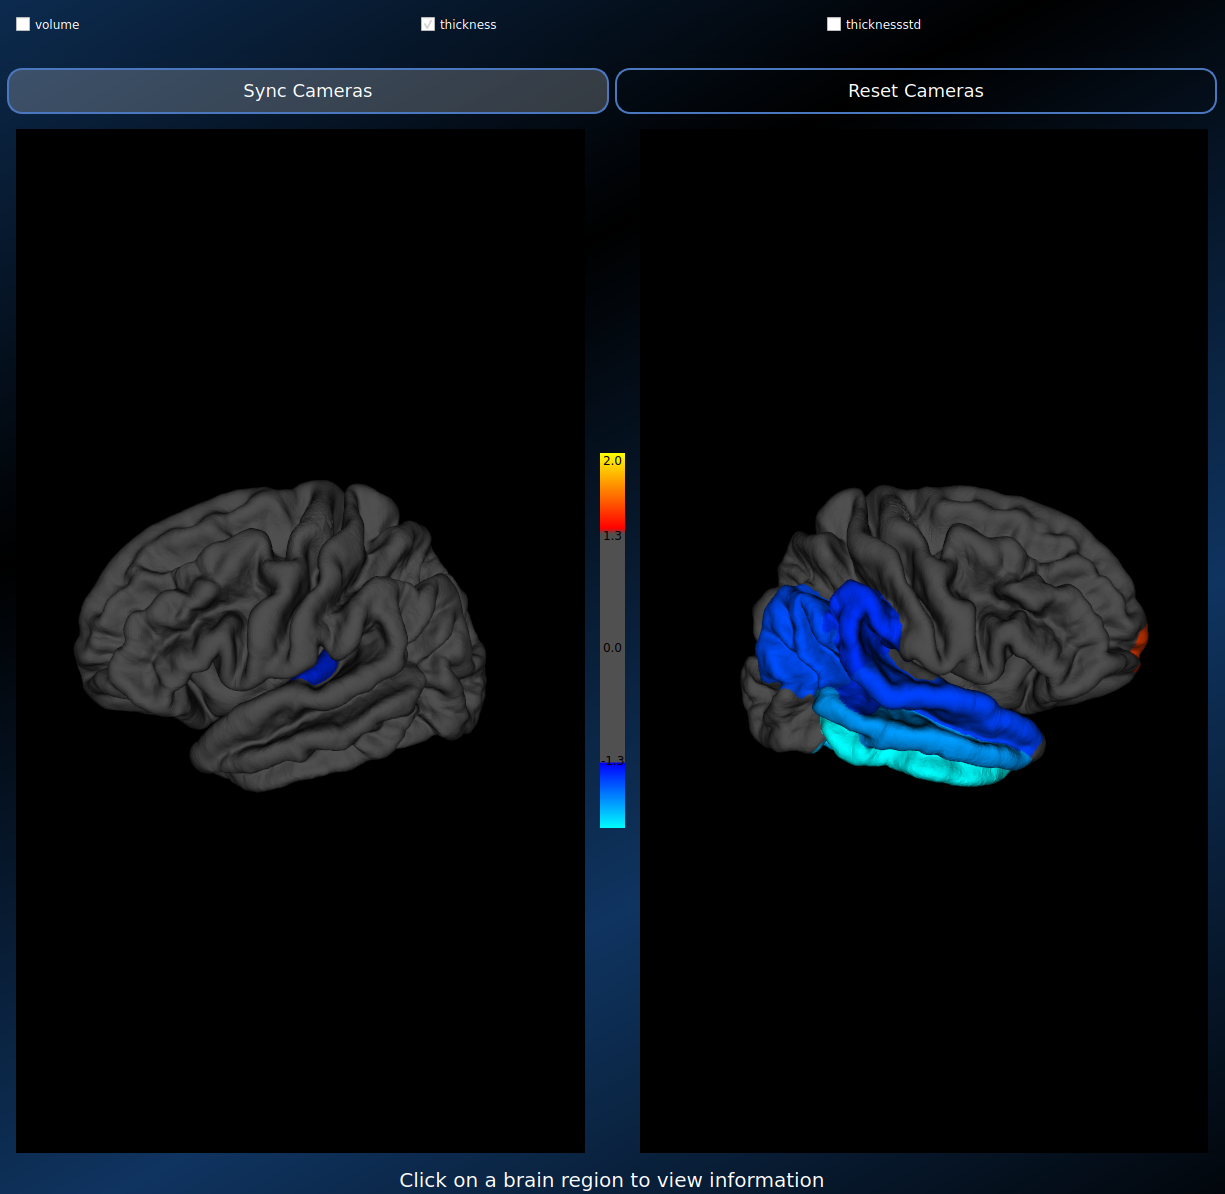 volume
thickness
thicknessstd
Sync Cameras
Reset Cameras
2.0
1.3
0.0
-1.3
Click on a brain region to view information